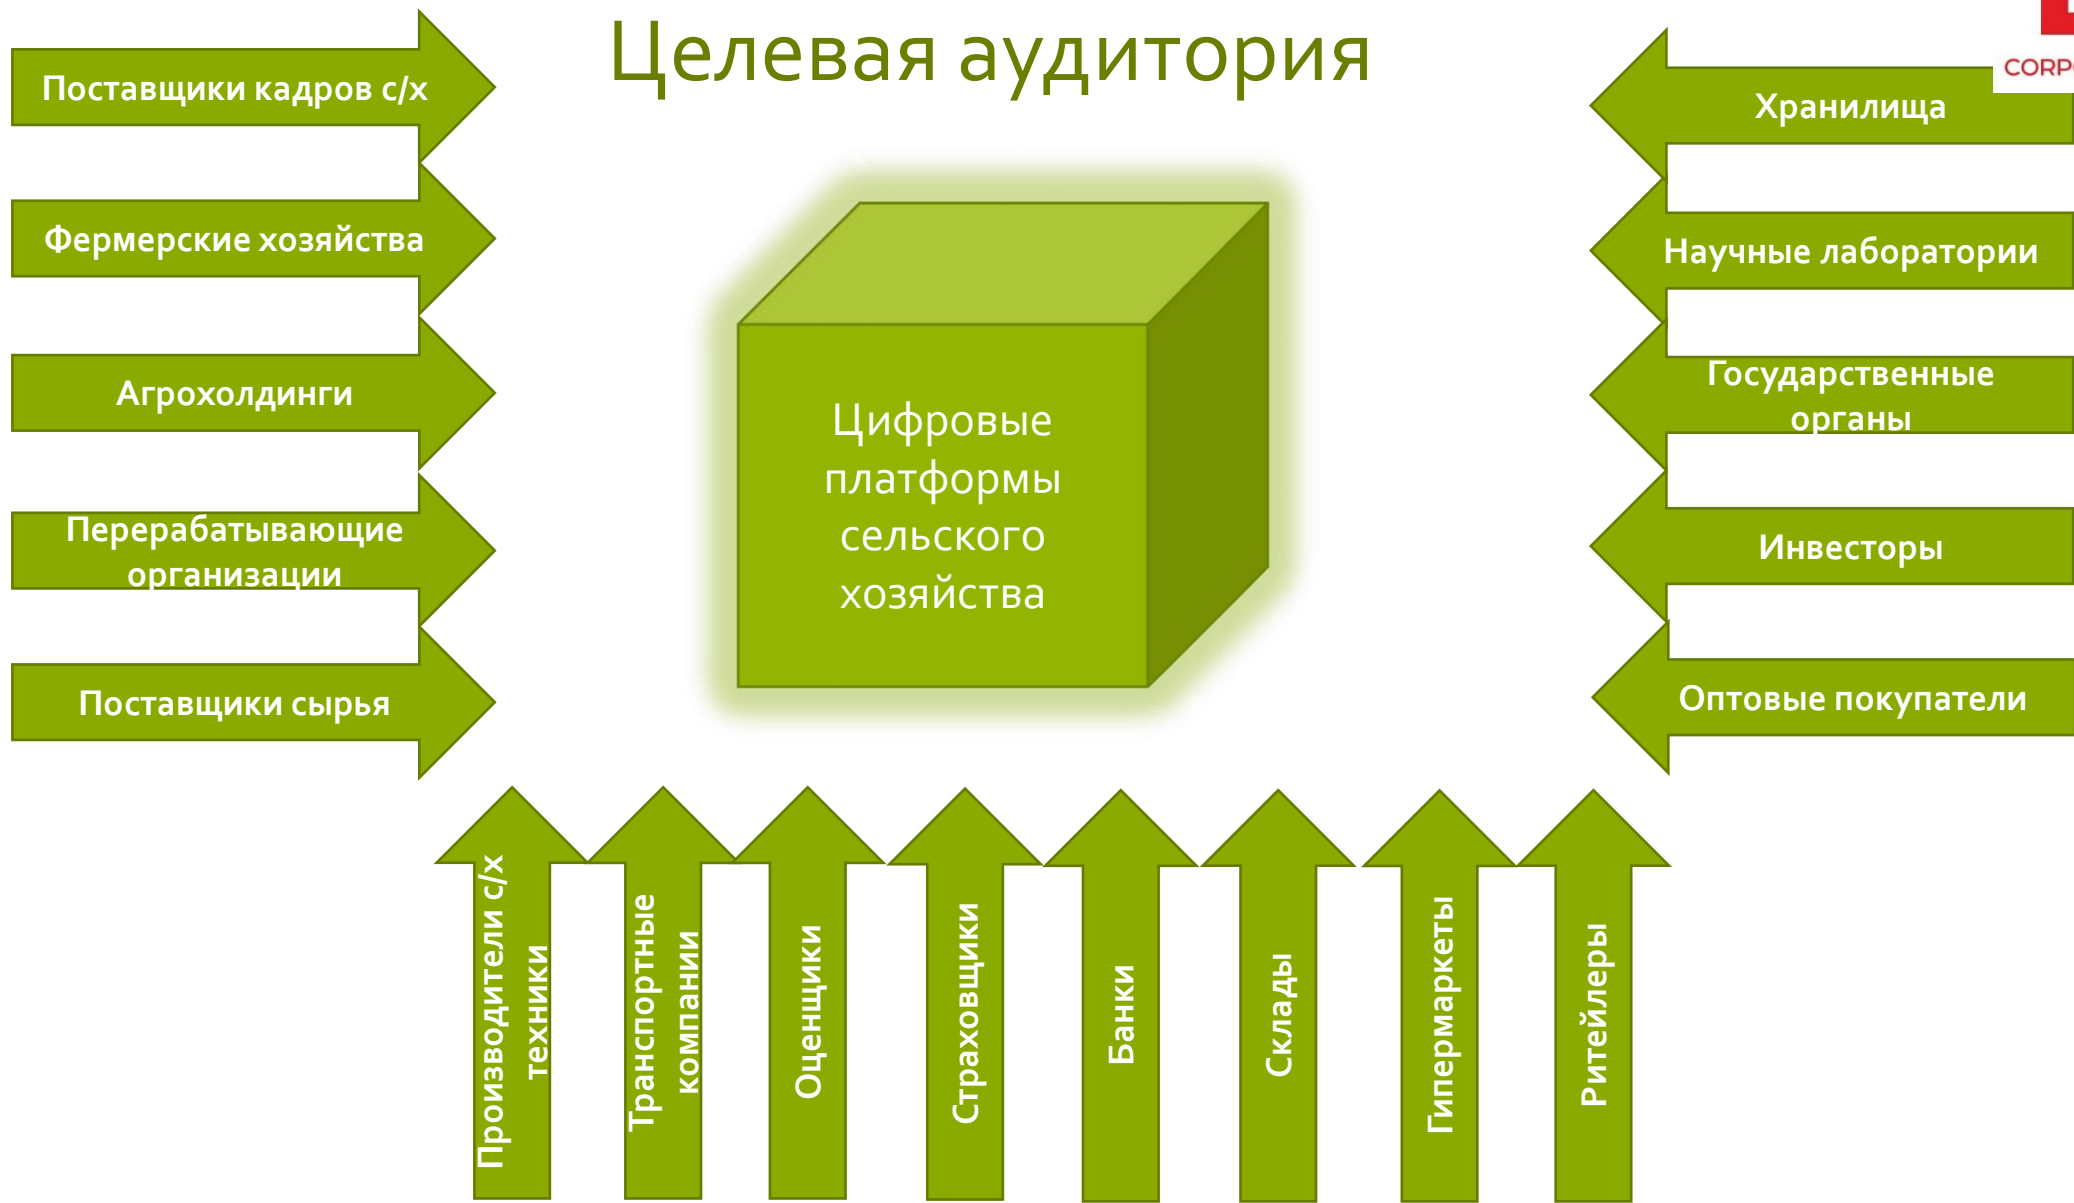 Целевая аудитория
CORP
Поставщики кадров с/х
Фермерские хозяйства
Агрохолдинги
Перерабатывающие
организации
Поставщики сырья
Цифровые
платформы
сельского
хозяйства
Хранилища
Научные лаборатории
Государственные
органы
Инвесторы
Оптовые покупатели
Производители с/х
техники
Транспортные
компании
Оценщики
Страховщики
Банки
Склады
Гипермаркеты
Ритейлеры